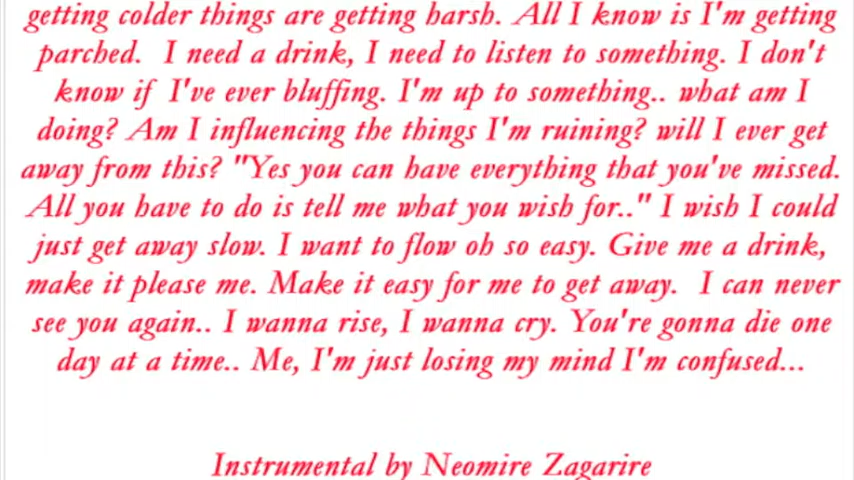 getting colder things are getting harsh. All I know is I'm getting
parched. I need a drink, I need to listen to something. I don't
know if I've ever bluffing. I'm up to something.. what am I
doing? Am I influencing the things I'm ruining? will I ever get
away from this? "Yes you can have everything that you've missed.
All you have to do is tell me what you wish for.." I wish I could
just get away slow. I want to flow oh so easy. Give me a drink,
make it please me. Make it easy for me to get away. I can never
see you again.. I wanna rise, I wanna cry. You're gonna die one
day at a time.. Me, I'm just losing my mind I'm confused...
Instrumental by Neomire Zagarire